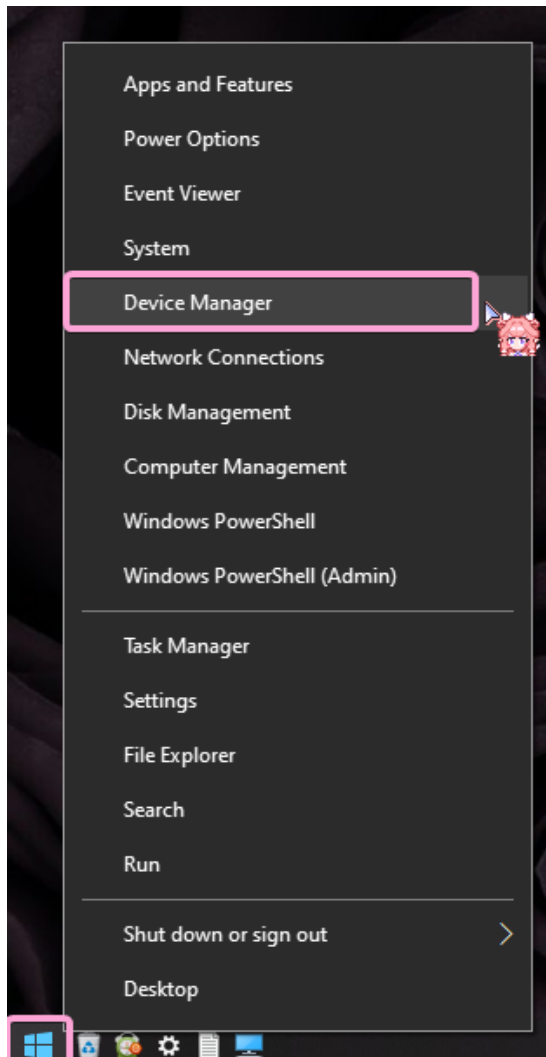 Apps and Features
Power Options
Event Viewer
System
Device Manager
Network Connections
Disk Management
Computer Management
Windows PowerShell
Windows PowerShell (Admin)
Task Manager
Settings
File Explorer
Search
Run
Shut down or sign out
Desktop